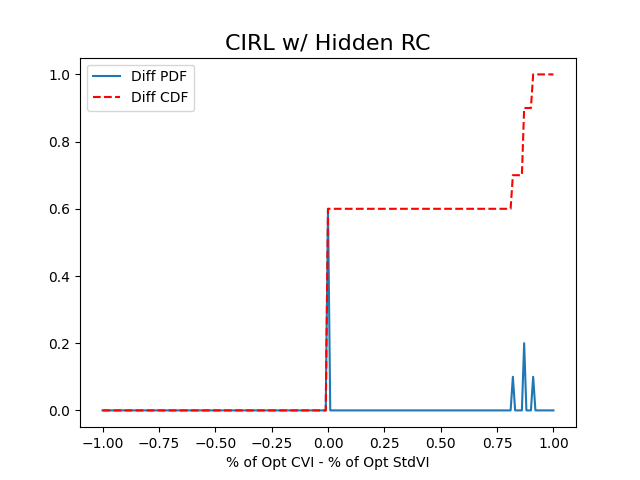 CIRL w/ Hidden RC
Diff PDF
Diff CDF
1.0
0.8
0.6
0.4
0.2
0.0
−1.00 −0.75 −0.50 −0.25 0.00 0.25 0.50 0.75 1.00
% of Opt CVI - % of Opt StdVI